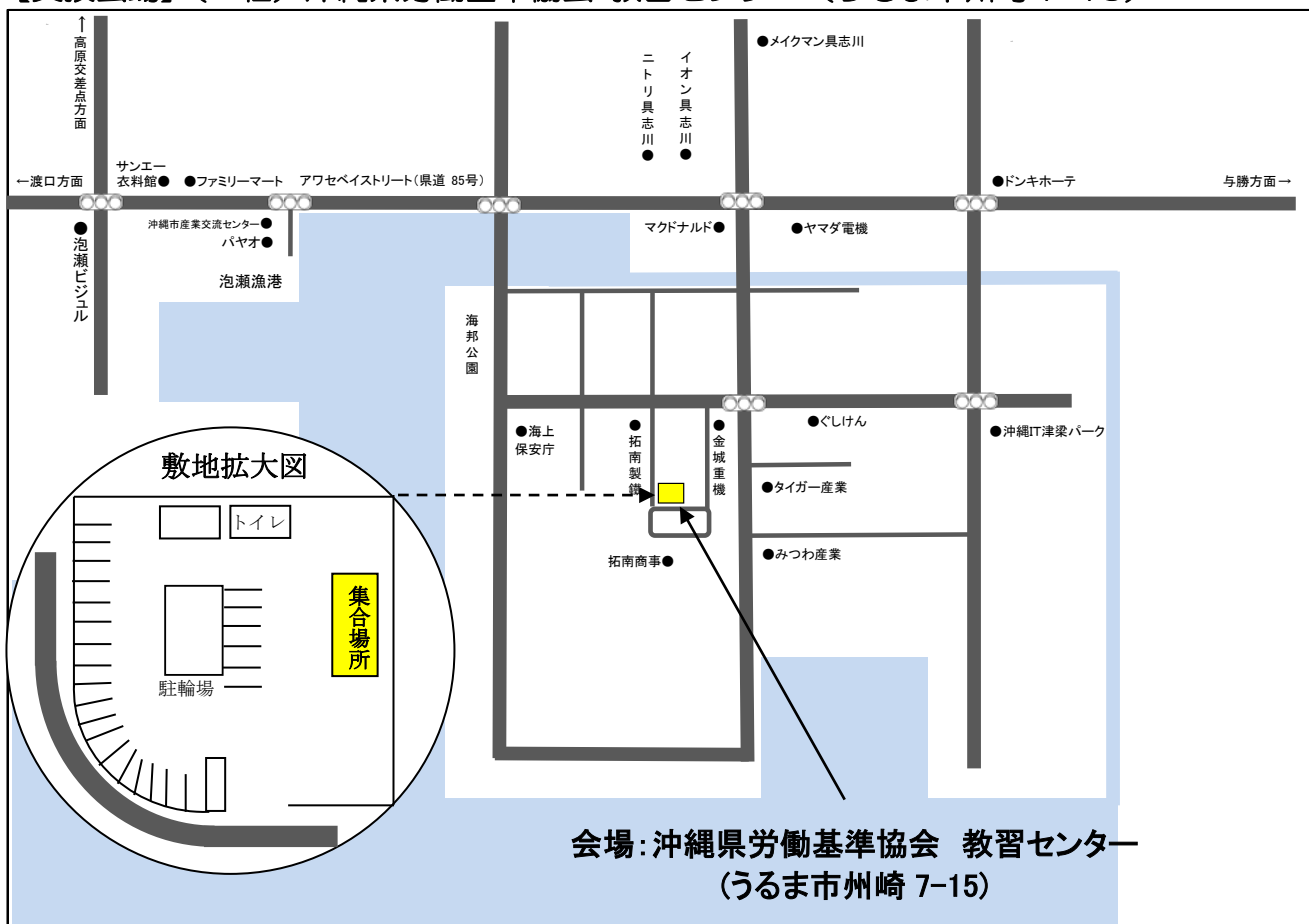 ↑高原交差点方面
●メイクマン具志川
ニトリ具志川●
イオン具志川●
←渡口方面
サンエー
衣料館●
●ファミリーマート
アワセベイストリート(県道 85号)
●ドンキホーテ
与勝方面→
●泡瀬ビジュル
沖縄市産業交流センター●
パヤオ●
泡瀬漁港
マクドナルド●
●ヤマダ電機
海邦公園
●海上
保安庁
●拓南製鐵
●金城重機
●ぐしけん
●沖縄IT津梁パーク
●タイガー産業
拓南商事●
●みつわ産業
敷地拡大図
トイレ
集合場所
駐輪場
会場:沖縄県労働基準協会 教習センター
(うるま市州崎 7-15)